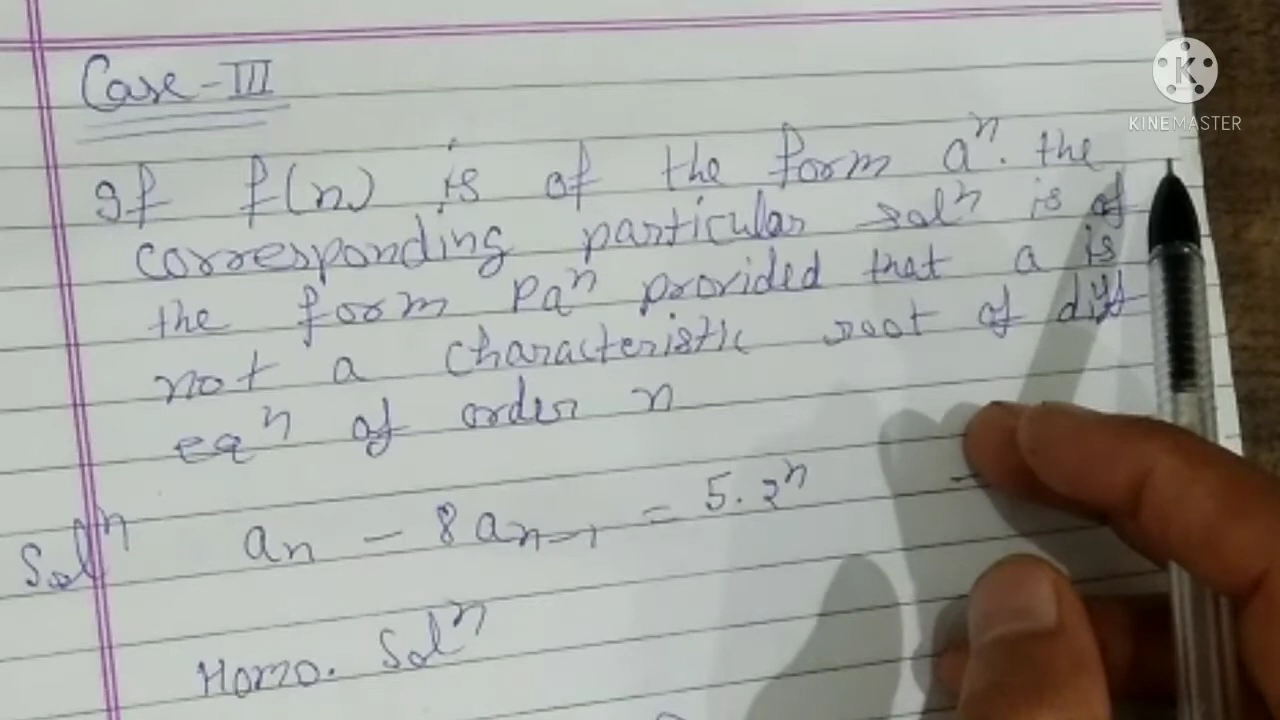 Case-III
KINEMASTER
If f(n) is of the form aⁿ. the
corresponding particular solⁿ is of
the form Paⁿ provided that a is
not a characteristic root of diff
eqⁿ of order n
Solⁿ aₙ - 8aₙ₋₁ = 5.2ⁿ
Homo. Solⁿ